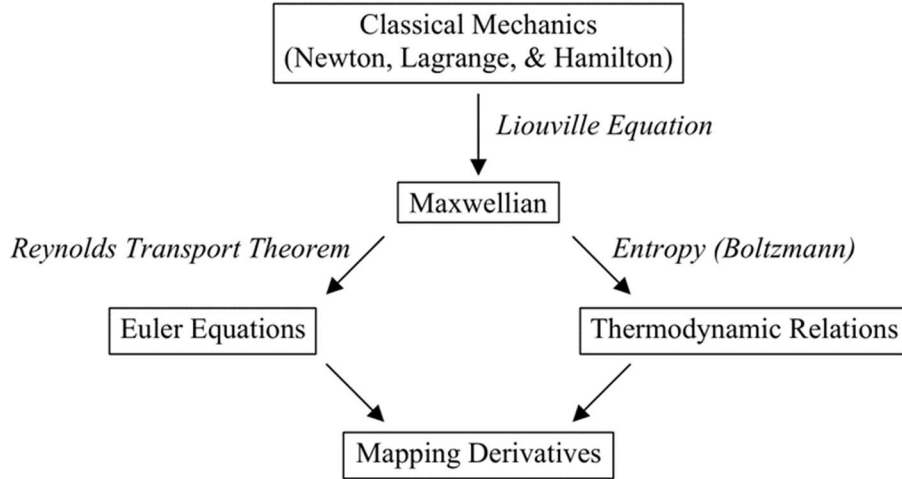 Classical Mechanics
(Newton, Lagrange, & Hamilton)
Liouville Equation
Maxwellian
Reynolds Transport Theorem
Entropy (Boltzmann)
Euler Equations
Thermodynamic Relations
Mapping Derivatives